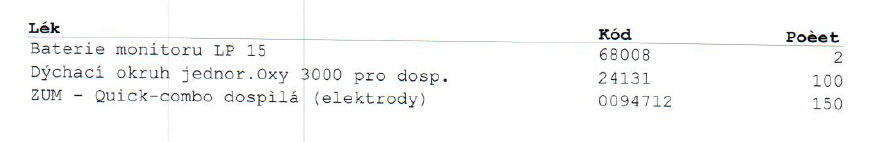 Lék Kód Poèet
Baterie monitoru LP 15 68008 2
Dýchací okruh jednor.Oxy 3000 pro dosp. 24131 100
ZUM - Quick-combo dospilá (elektrody) 0094712 150